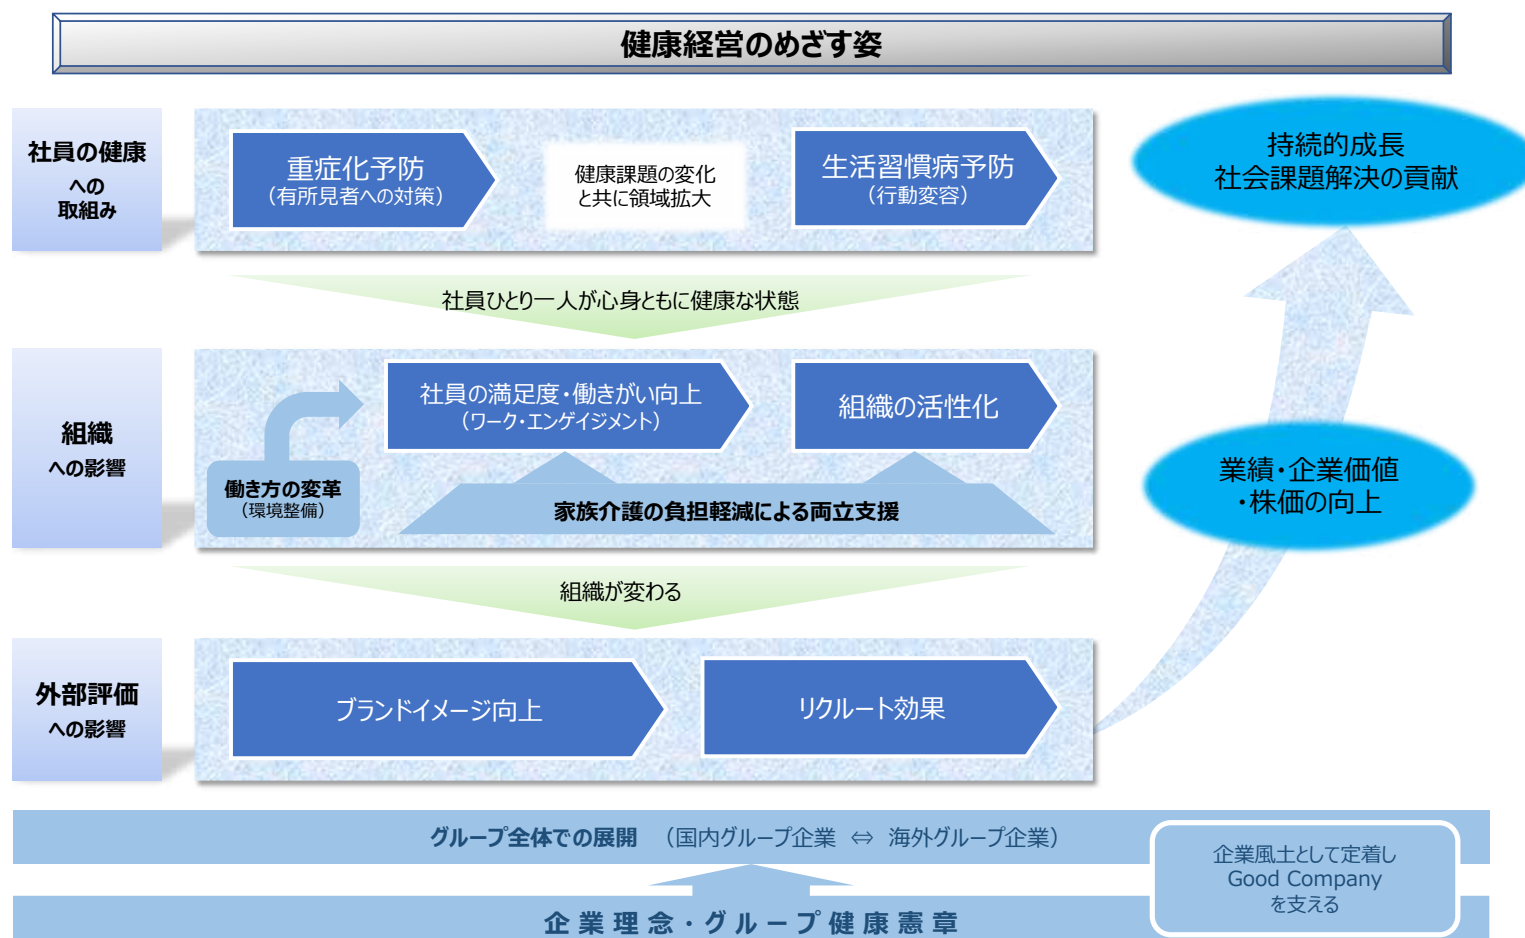 健康経営のめざす姿
社員の健康
への
取組み
重症化予防
（有所見者への対策）
健康課題の変化
と共に領域拡大
生活習慣病予防
（行動変容）
持続的成長
社会課題解決の貢献
社員ひとり一人が心身ともに健康な状態
組織
への影響
働き方の変革
（環境整備）
社員の満足度・働きがい向上
（ワーク・エンゲイジメント）
組織の活性化
家族介護の負担軽減による両立支援
業績・企業価値
・株価の向上
組織が変わる
外部評価
への影響
ブランドイメージ向上
リクルート効果
グループ全体での展開　（国内グループ企業　⇔　海外グループ企業）
企業風土として定着し
Good Company
を支える
企業理念・グループ健康憲章